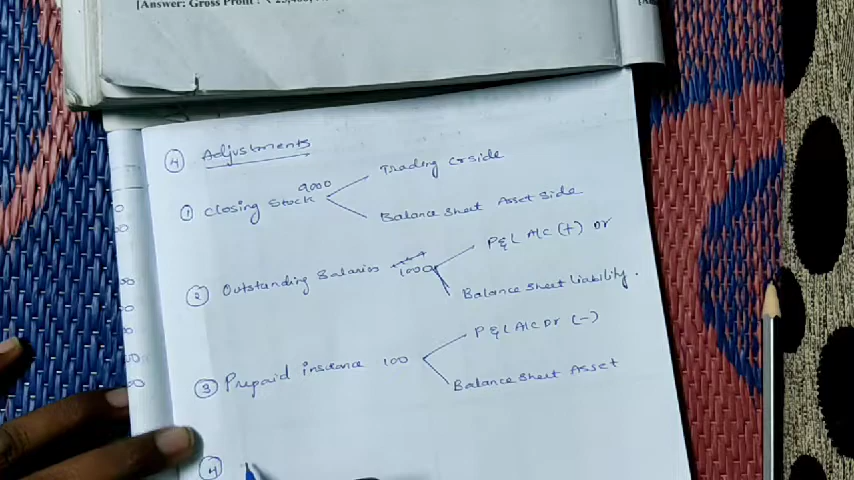 [Answer: Gross Profit : ₹
④ Adjustments
① Closing Stock 9000
Trading Cr side
Balance Sheet Asset Side
② Outstanding Salaries 1000
P&L A/C (+) Dr
Balance Sheet liability.
③ Prepaid insurance 100
P&L A/C Dr (-)
Balance Sheet Asset
④